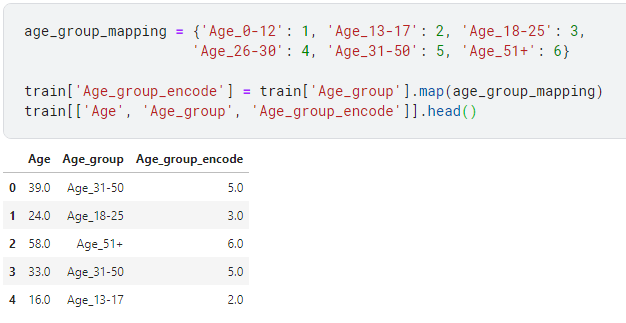 age_group_mapping = {'Age_0-12': 1, 'Age_13-17': 2, 'Age_18-25': 3,
'Age_26-30': 4, 'Age_31-50': 5, 'Age_51+': 6}
train['Age_group_encode'] = train['Age_group'].map(age_group_mapping)
train[['Age', 'Age_group', 'Age_group_encode']].head()
Age Age_group Age_group_encode
0 39.0 Age_31-50 5.0
1 24.0 Age_18-25 3.0
2 58.0 Age_51+ 6.0
3 33.0 Age_31-50 5.0
4 16.0 Age_13-17 2.0